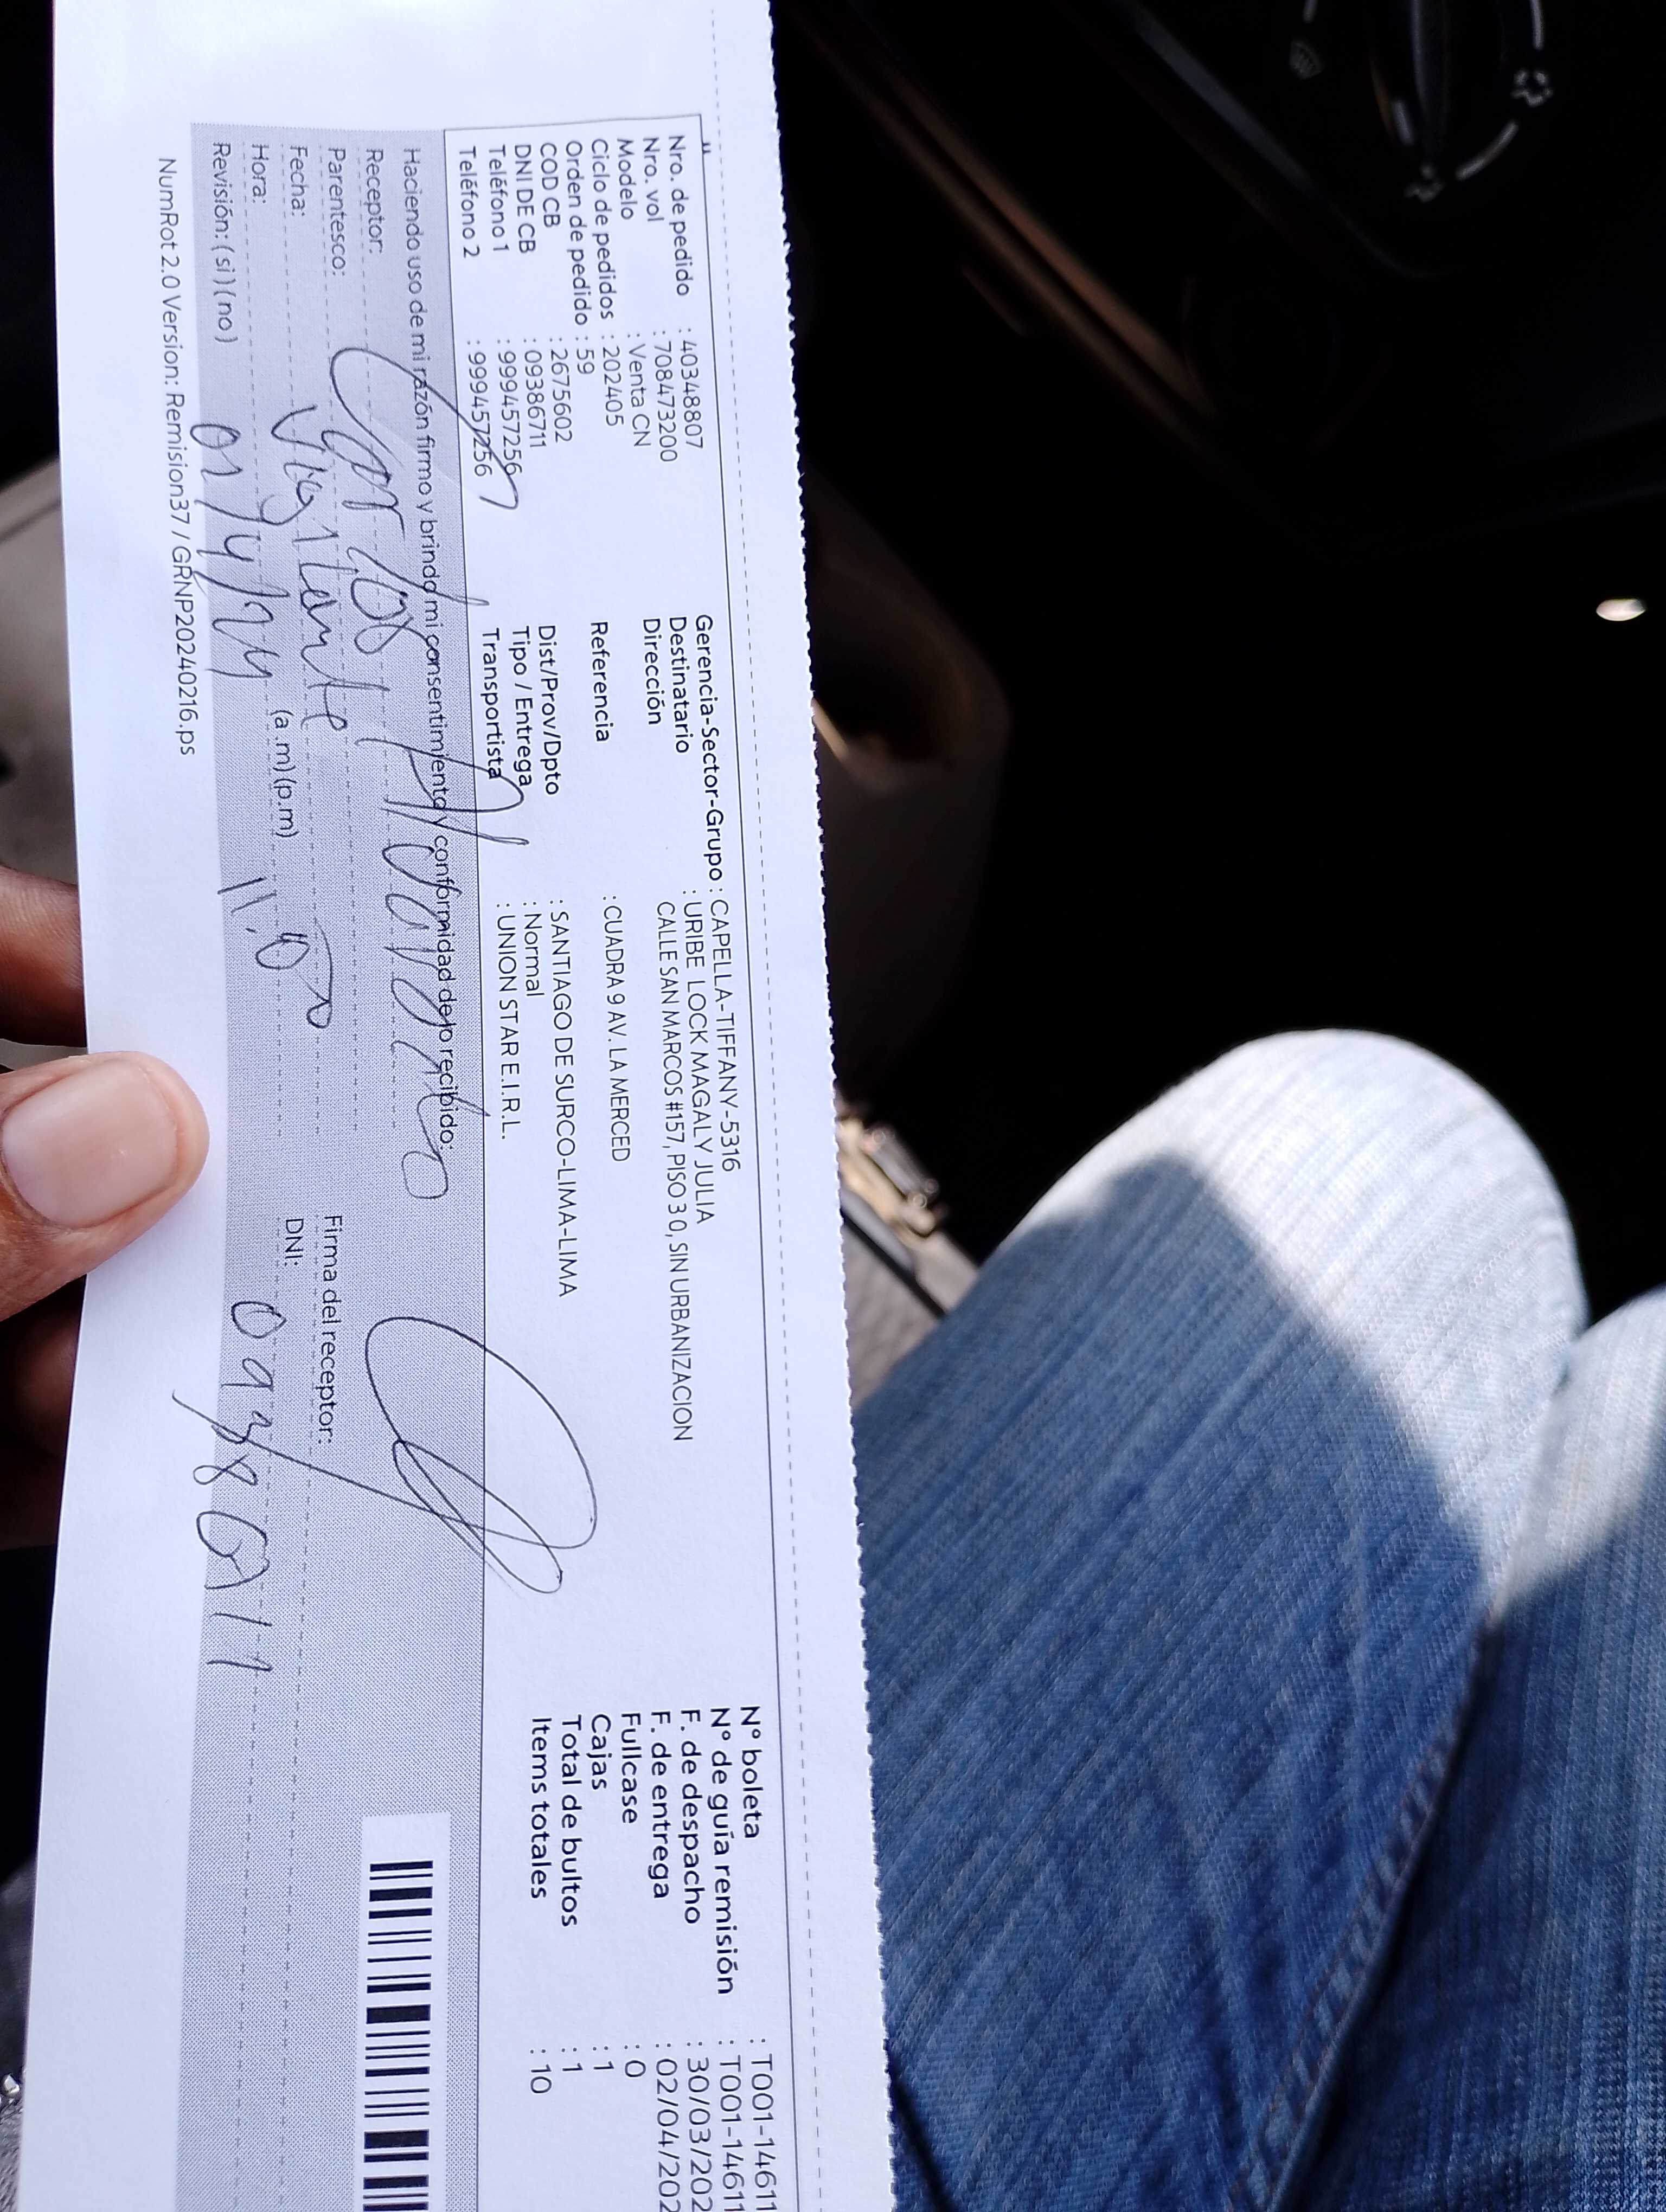 Nro. de pedido : 40348807
Nro. vol : 708473200
Modelo : Venta CN
Ciclo de pedidos : 202405
Orden de pedido : 59
COD CB : 2675602
DNI DE CB : 09386711
Teléfono 1 : 999457256
Teléfono 2 : 999457256
Gerencia-Sector-Grupo : CAPELLA-TIFFANY-5316
Destinatario : URIBE LOCK MAGALY JULIA
Dirección CALLE SAN MARCOS #157, PISO 3 0, SIN URBANIZACION
Referencia : CUADRA 9 AV. LA MERCED
Dist/Prov/Dpto : SANTIAGO DE SURCO-LIMA-LIMA
Tipo / Entrega : Normal
Transportista : UNION STAR E.I.R.L.
N° boleta : T001-14611
N° de guía remisión : T001-14611
F. de despacho : 30/03/202
F. de entrega : 02/04/202
Fullcase : 0
Cajas : 1
Total de bultos : 1
Items totales : 10
Haciendo uso de mi razón firmo y brindo mi consentimiento y conformidad de lo recibido:
Receptor: Carlos
Parentesco: Vigilante
Fecha:
Hora: (a.m) (p.m)
Revisión: (si) (no)
Firma del receptor:
DNI:
NumRot 2.0 Version: Remision37 / GRNP20240216.ps